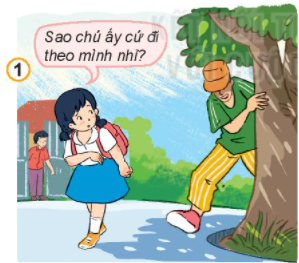 Sao chú ấy cứ đi
theo mình nhỉ?
1